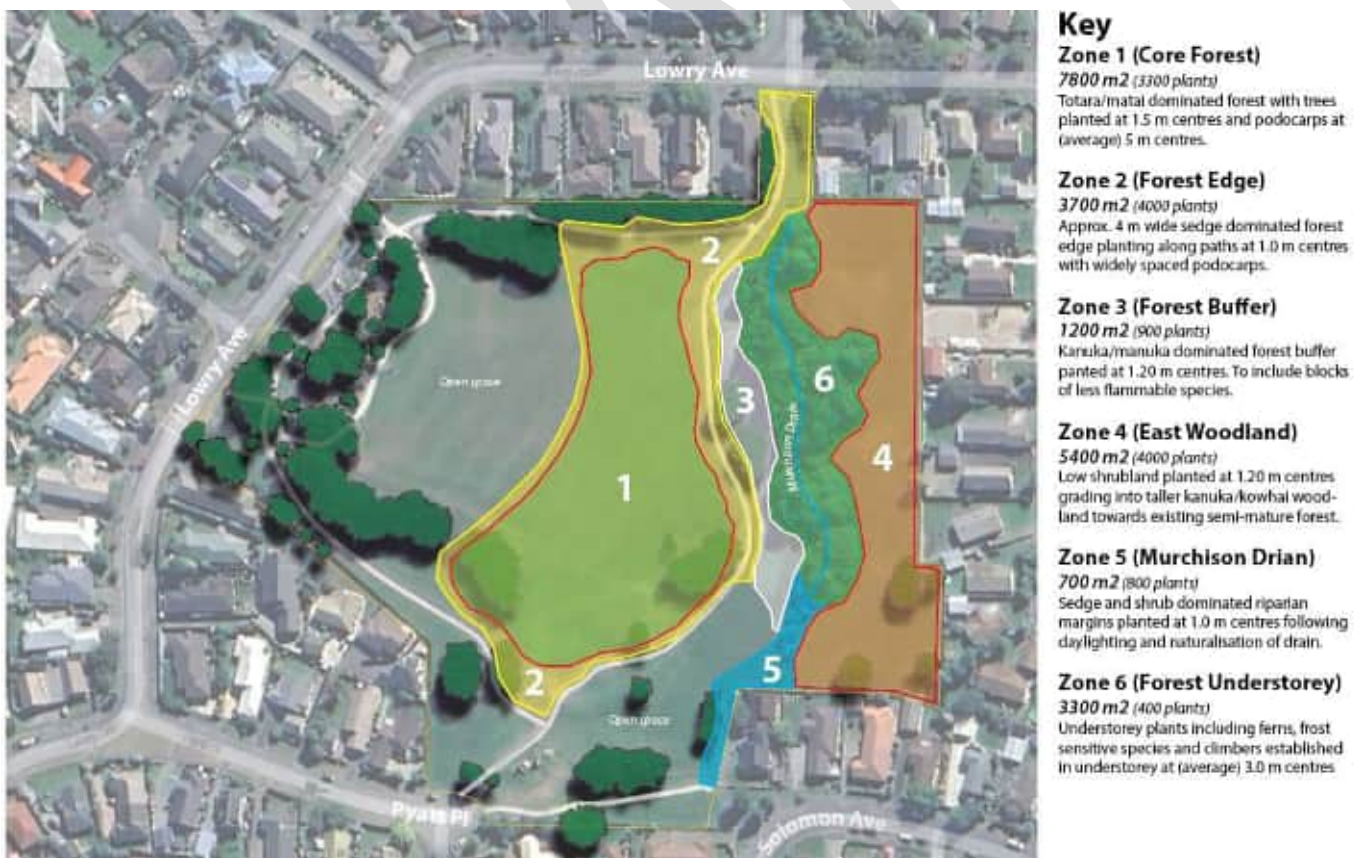 N
Lowry Ave
Lowry Ave
Open grass
2
1
3
6
4
Murchison Drain
5
2
Open grass
Pyatt Pl
Solomon Ave
Key
Zone 1 (Core Forest)
7800 m2 (3300 plants)
Totara/matai dominated forest with trees
planted at 1.5 m centres and podocarps at
(average) 5 m centres.
Zone 2 (Forest Edge)
3700 m2 (4000 plants)
Approx. 4 m wide sedge dominated forest
edge planting along paths at 1.0 m centres
with widely spaced podocarps.
Zone 3 (Forest Buffer)
1200 m2 (900 plants)
Kanuka/manuka dominated forest buffer
panted at 1.20 m centres. To include blocks
of less flammable species.
Zone 4 (East Woodland)
5400 m2 (4000 plants)
Low shrubland planted at 1.20 m centres
grading into taller kanuka/kowhai wood-
land towards existing semi-mature forest.
Zone 5 (Murchison Drian)
700 m2 (800 plants)
Sedge and shrub dominated riparian
margins planted at 1.0 m centres following
daylighting and naturalisation of drain.
Zone 6 (Forest Understorey)
3300 m2 (400 plants)
Understorey plants including ferns, frost
sensitive species and climbers established
in understorey at (average) 3.0 m centres